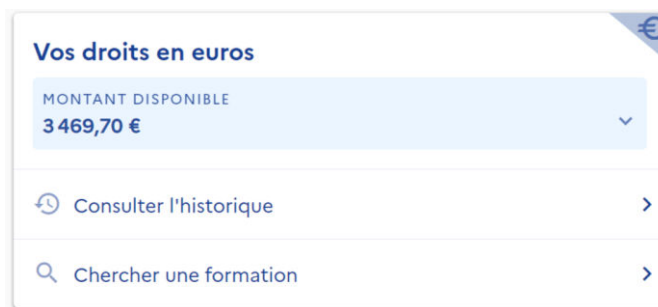 €
Vos droits en euros
MONTANT DISPONIBLE
3 469,70 €
Consulter l'historique
Chercher une formation